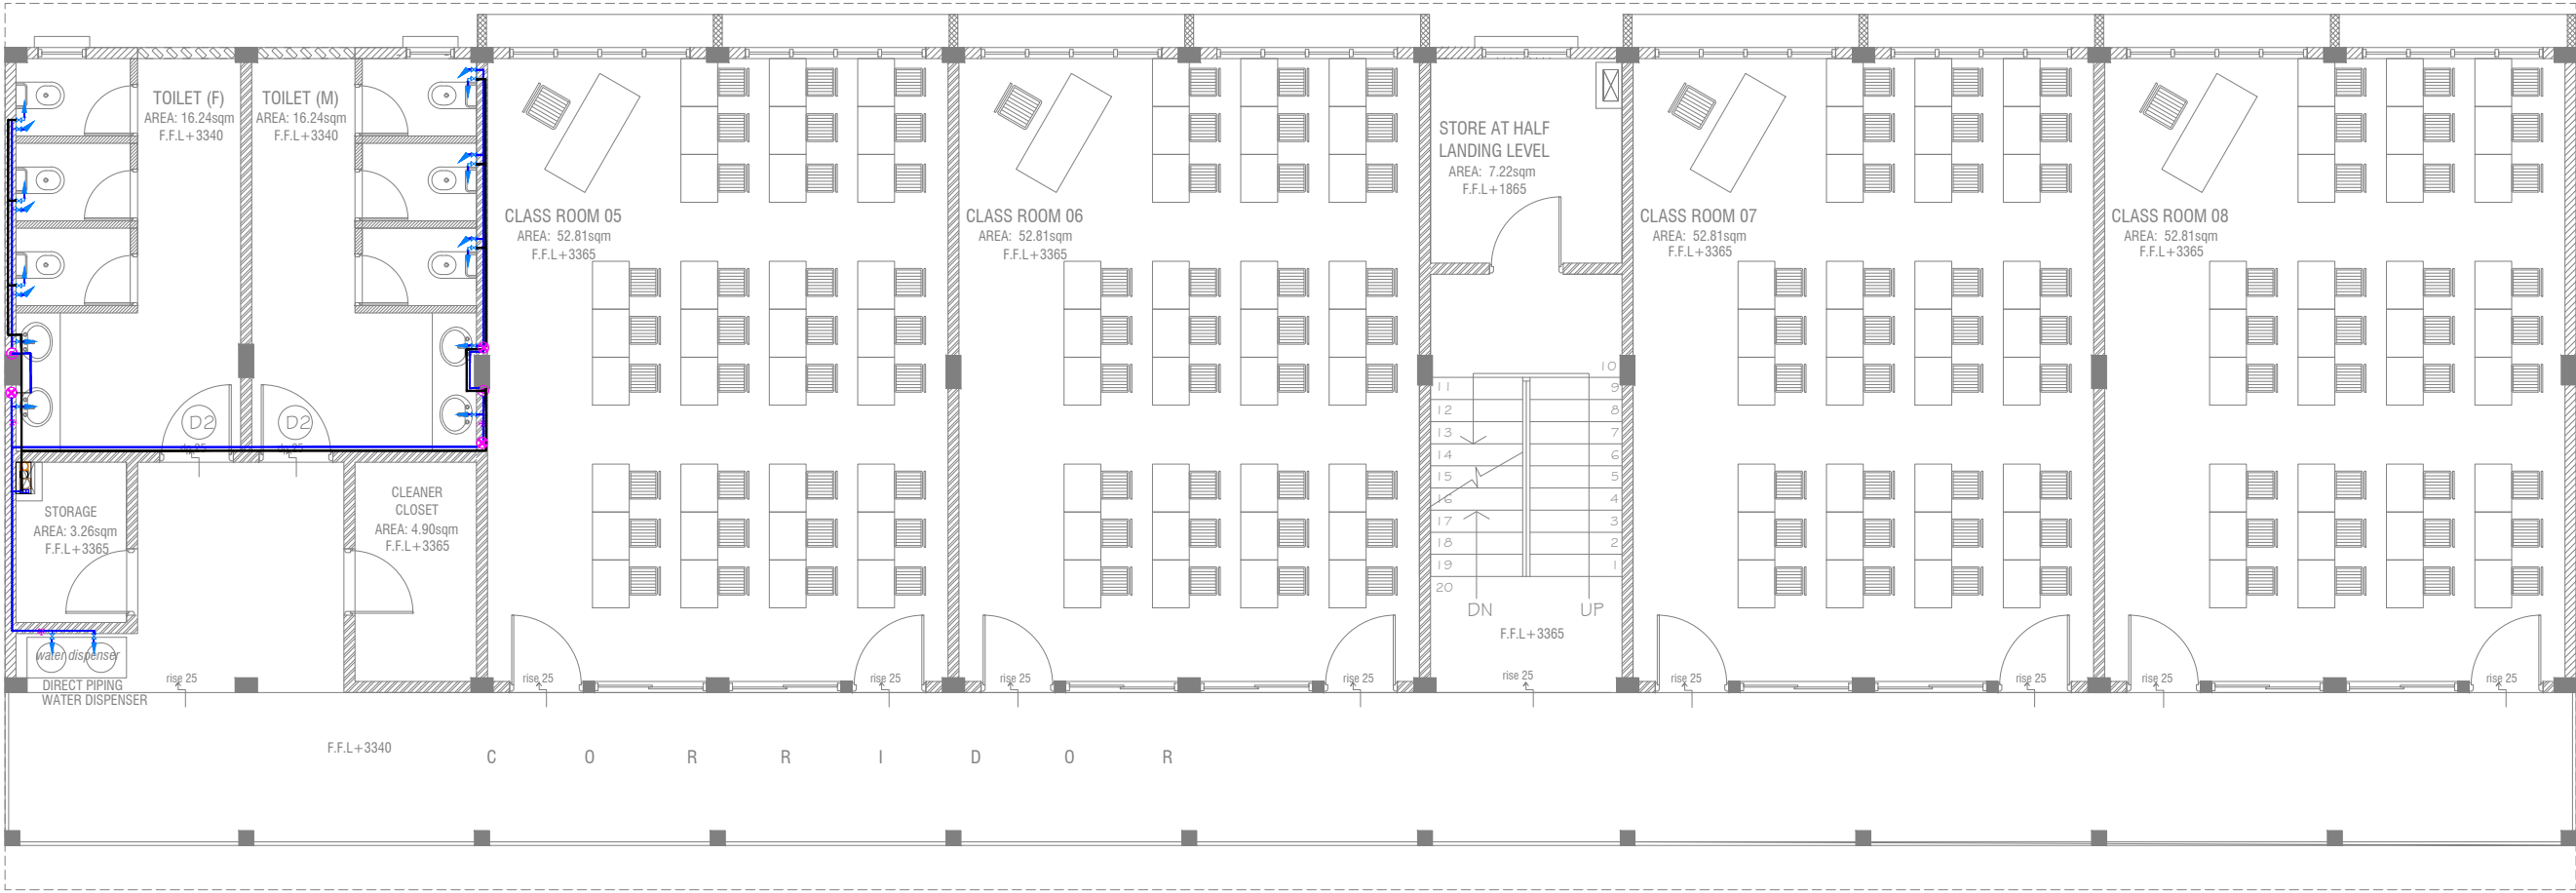 TOILET (F)
AREA: 16.24sqm
F.F.L+3340
TOILET (M)
AREA: 16.24sqm
F.F.L+3340
CLASS ROOM 05
AREA: 52.81sqm
F.F.L+3365
CLASS ROOM 06
AREA: 52.81sqm
F.F.L+3365
STORE AT HALF
LANDING LEVEL
AREA: 7.22sqm
F.F.L+1865
CLASS ROOM 07
AREA: 52.81sqm
F.F.L+3365
CLASS ROOM 08
AREA: 52.81sqm
F.F.L+3365
D2
D2
10
11
9
12
8
13
7
14
6
15
5
16
4
17
3
18
2
19
1
20
DN
UP
F.F.L+3365
STORAGE
AREA: 3.26sqm
F.F.L+3365
CLEANER
CLOSET
AREA: 4.90sqm
F.F.L+3365
water dispenser
DIRECT PIPING
WATER DISPENSER
rise 25
rise 25
rise 25
rise 25
rise 25
rise 25
rise 25
rise 25
rise 25
rise 25
F.F.L+3340
C O R R I D O R